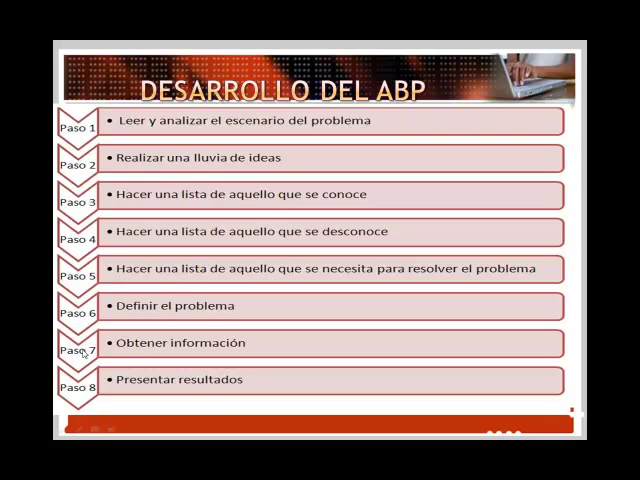 DESARROLLO DEL ABP
Paso 1
• Leer y analizar el escenario del problema
Paso 2
• Realizar una lluvia de ideas
Paso 3
• Hacer una lista de aquello que se conoce
Paso 4
• Hacer una lista de aquello que se desconoce
Paso 5
• Hacer una lista de aquello que se necesita para resolver el problema
Paso 6
• Definir el problema
Paso 7
• Obtener información
Paso 8
• Presentar resultados